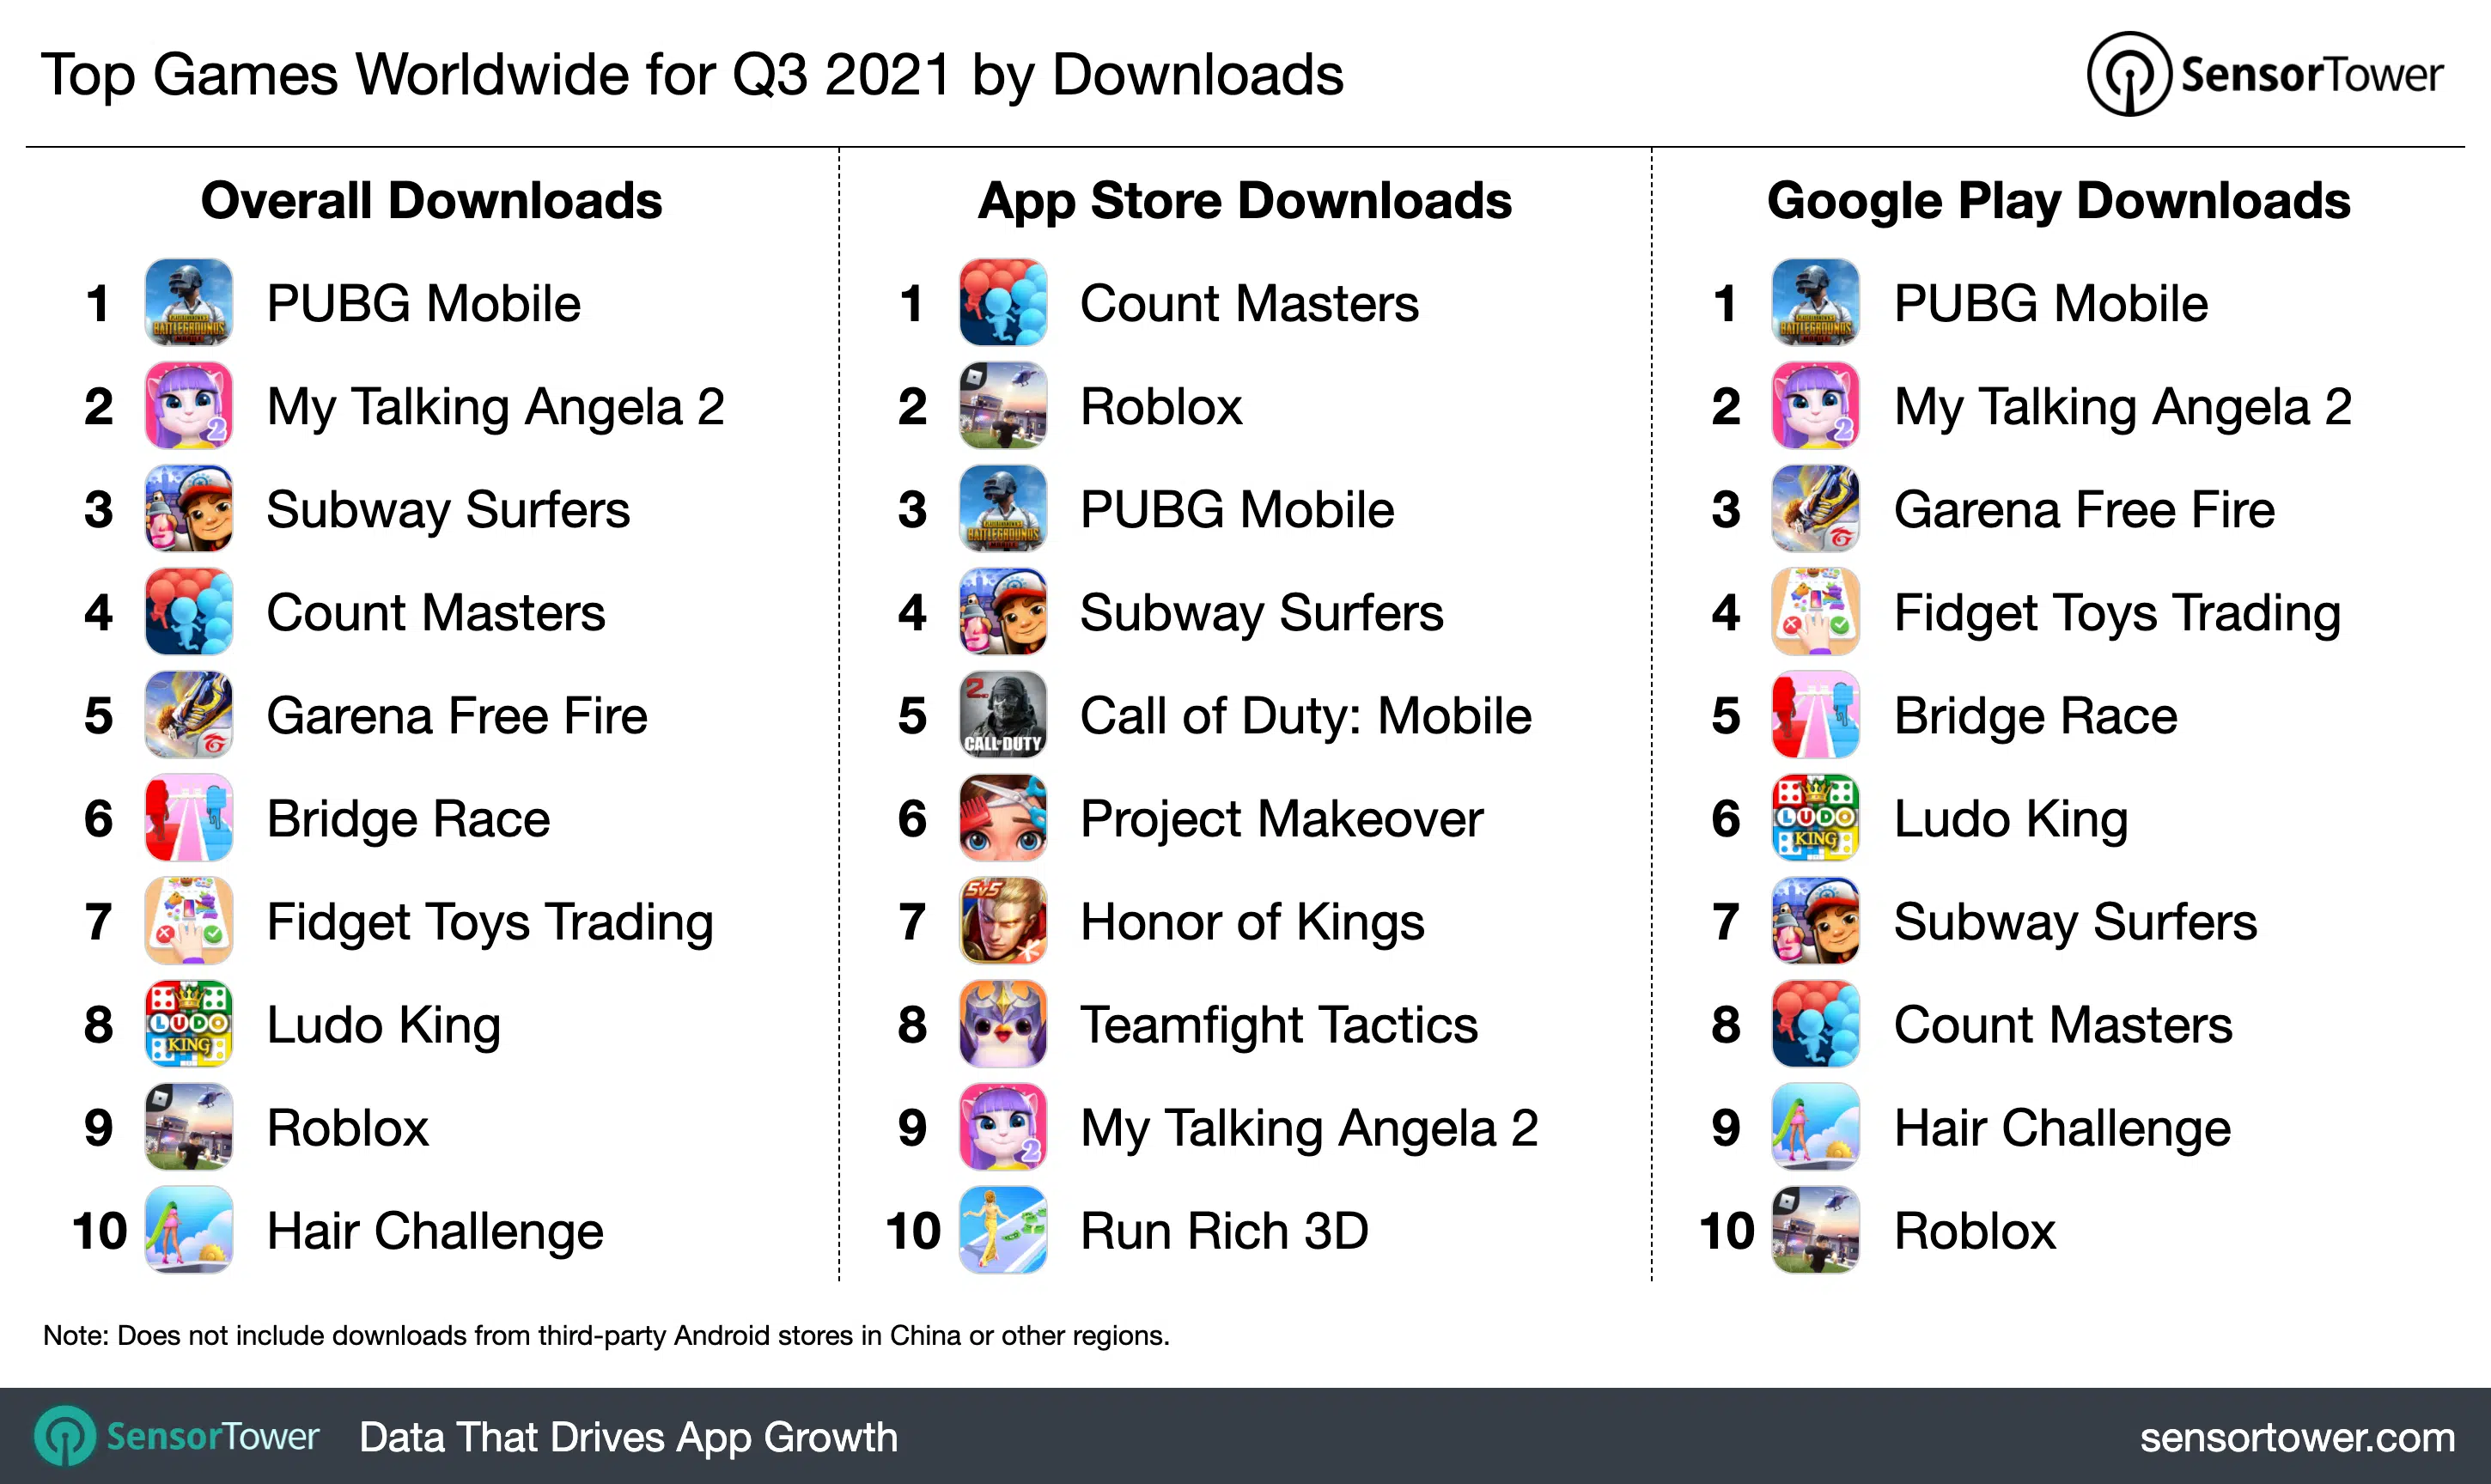 Top Games Worldwide for Q3 2021 by Downloads
SensorTower
Overall Downloads
1 PUBG Mobile
2 My Talking Angela 2
3 Subway Surfers
4 Count Masters
5 Garena Free Fire
6 Bridge Race
7 Fidget Toys Trading
8 Ludo King
9 Roblox
10 Hair Challenge
App Store Downloads
1 Count Masters
2 Roblox
3 PUBG Mobile
4 Subway Surfers
5 Call of Duty: Mobile
6 Project Makeover
7 Honor of Kings
8 Teamfight Tactics
9 My Talking Angela 2
10 Run Rich 3D
Google Play Downloads
1 PUBG Mobile
2 My Talking Angela 2
3 Garena Free Fire
4 Fidget Toys Trading
5 Bridge Race
6 Ludo King
7 Subway Surfers
8 Count Masters
9 Hair Challenge
10 Roblox
Note: Does not include downloads from third-party Android stores in China or other regions.
SensorTower Data That Drives App Growth sensortower.com